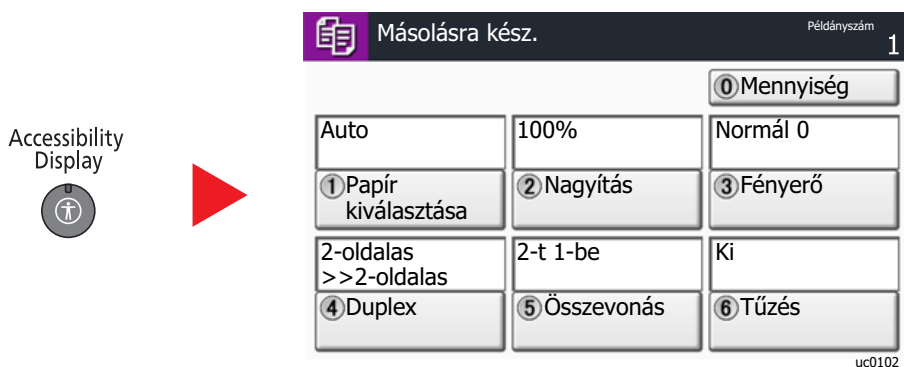 Accessibility
Display
Másolásra kész.
Példányszám
1
0 Mennyiség
Auto
100%
Normál 0
1 Papír
kiválasztása
2 Nagyítás
3 Fényerő
2-oldalas
>>2-oldalas
2-t 1-be
Ki
4 Duplex
5 Összevonás
6 Tűzés
uc0102